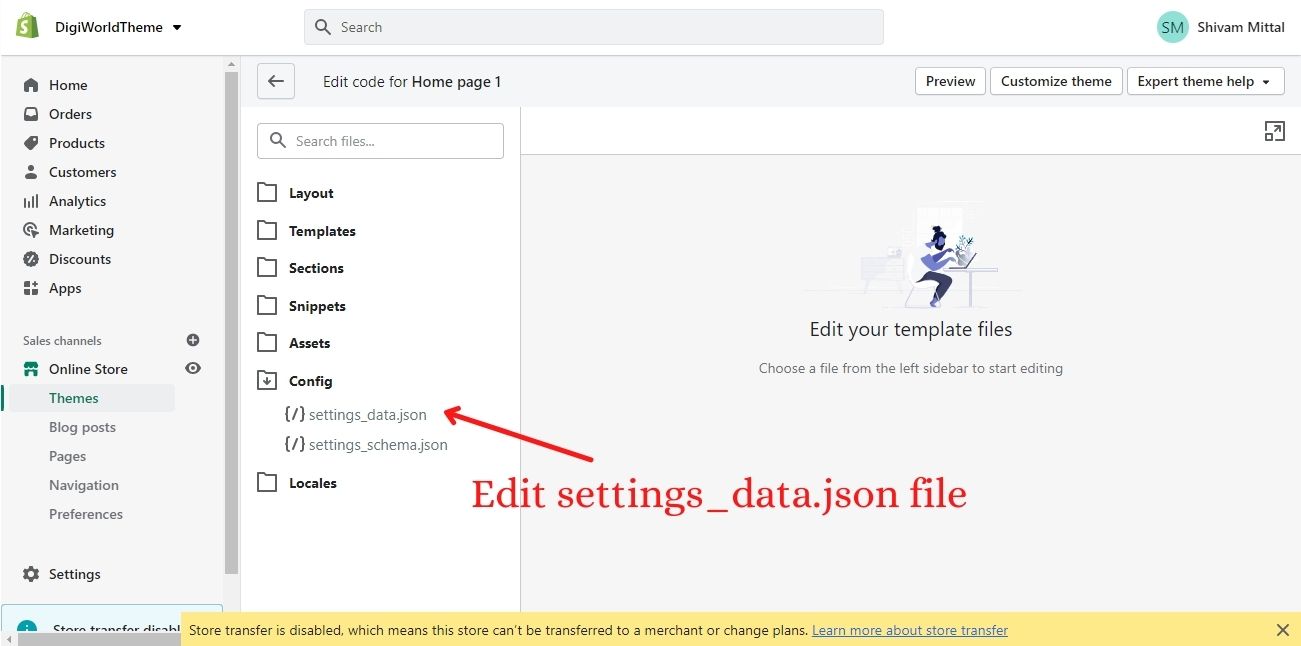 DigiWorldTheme
Search
SM Shivam Mittal
Home
Orders
Products
Customers
Analytics
Marketing
Discounts
Apps
Sales channels
Online Store
Themes
Blog posts
Pages
Navigation
Preferences
Settings
Store transfer disabl
Edit code for Home page 1
Preview
Customize theme
Expert theme help
Search files...
Layout
Templates
Sections
Snippets
Assets
Config
{/} settings_data.json
{/} settings_schema.json
Locales
Edit your template files
Choose a file from the left sidebar to start editing
Edit settings_data.json file
Store transfer is disabled, which means this store can't be transferred to a merchant or change plans. Learn more about store transfer